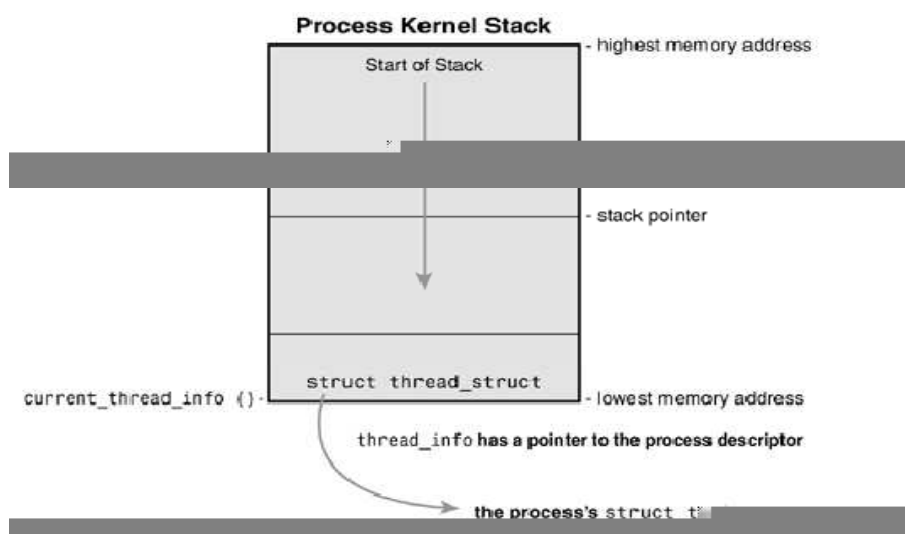 Process Kernel Stack
- highest memory address
Start of Stack
- stack pointer
struct thread_struct
current_thread_info () -
- lowest memory address
thread_info has a pointer to the process descriptor
the process's struct